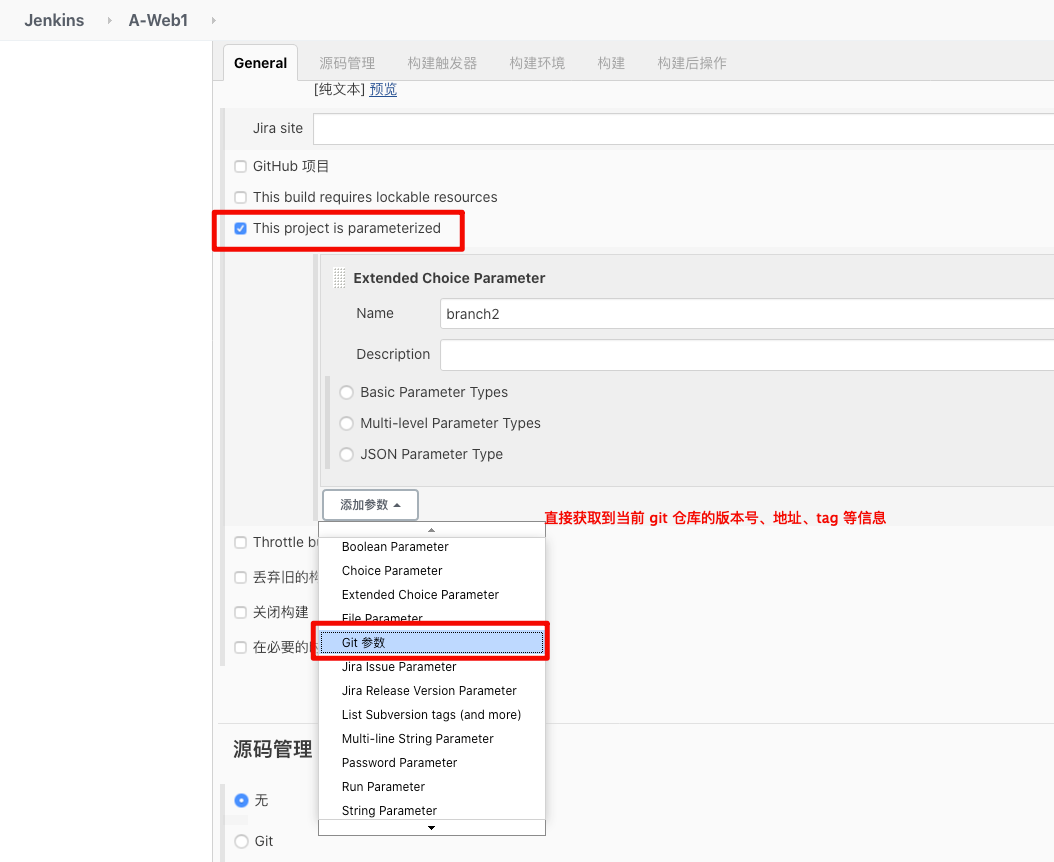 Jenkins A-Web1
General 源码管理 构建触发器 构建环境 构建 构建后操作
[纯文本] 预览
Jira site
GitHub 项目
This build requires lockable resources
This project is parameterized
Extended Choice Parameter
Name branch2
Description
Basic Parameter Types
Multi-level Parameter Types
JSON Parameter Type
添加参数
直接获取到当前 git 仓库的版本号、地址、tag 等信息
Throttle bu
Boolean Parameter
Choice Parameter
丢弃旧的构
Extended Choice Parameter
关闭构建
File Parameter
Git 参数
在必要的
Jira Issue Parameter
Jira Release Version Parameter
List Subversion tags (and more)
Multi-line String Parameter
源码管理
Password Parameter
Run Parameter
无
String Parameter
Git